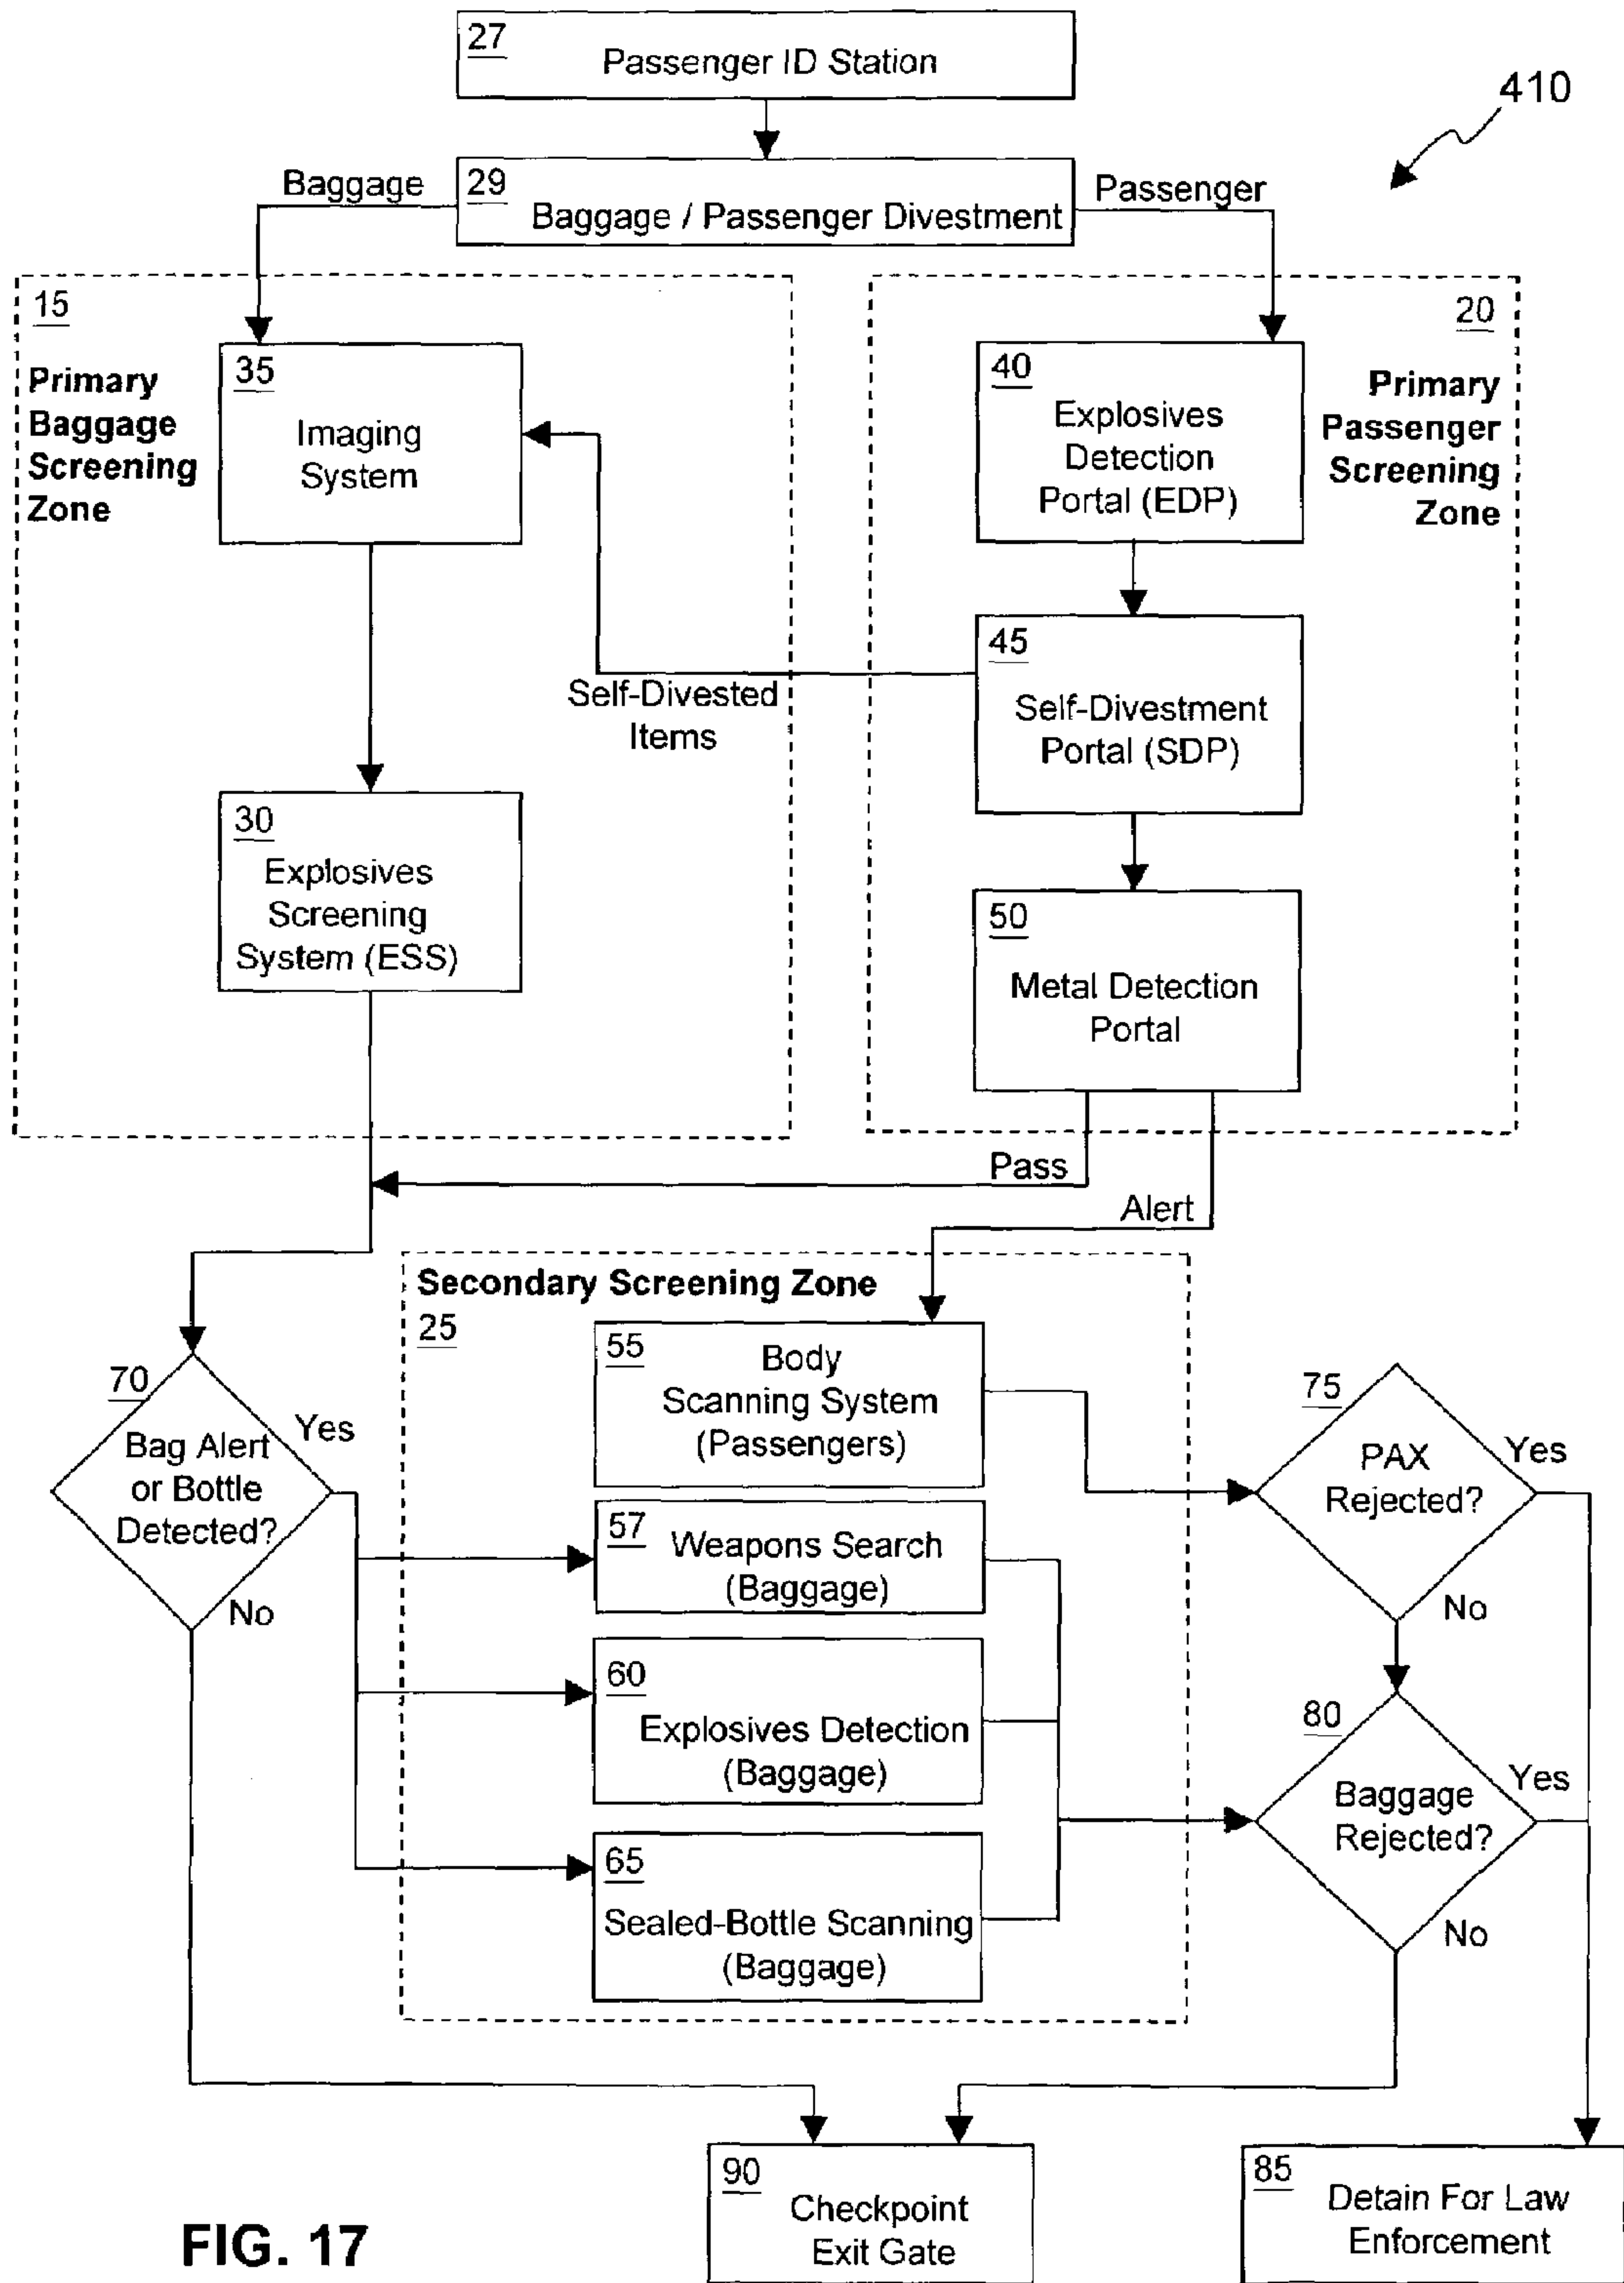 27
Passenger ID Station
410
Baggage
29
Baggage / Passenger Divestment
Passenger
15
Primary
Baggage
Screening
Zone
35
Imaging
System
20
Primary
Passenger
Screening
Zone
40
Explosives
Detection
Portal (EDP)
45
Self-Divestment
Portal (SDP)
Self-Divested
Items
30
Explosives
Screening
System (ESS)
50
Metal Detection
Portal
Pass
Alert
Secondary Screening Zone
25
55
Body
Scanning System
(Passengers)
70
Bag Alert
or Bottle
Detected?
Yes
No
57
Weapons Search
(Baggage)
60
Explosives Detection
(Baggage)
65
Sealed-Bottle Scanning
(Baggage)
75
PAX
Rejected?
Yes
No
80
Baggage
Rejected?
Yes
No
90
Checkpoint
Exit Gate
85
Detain For Law
Enforcement
FIG. 17